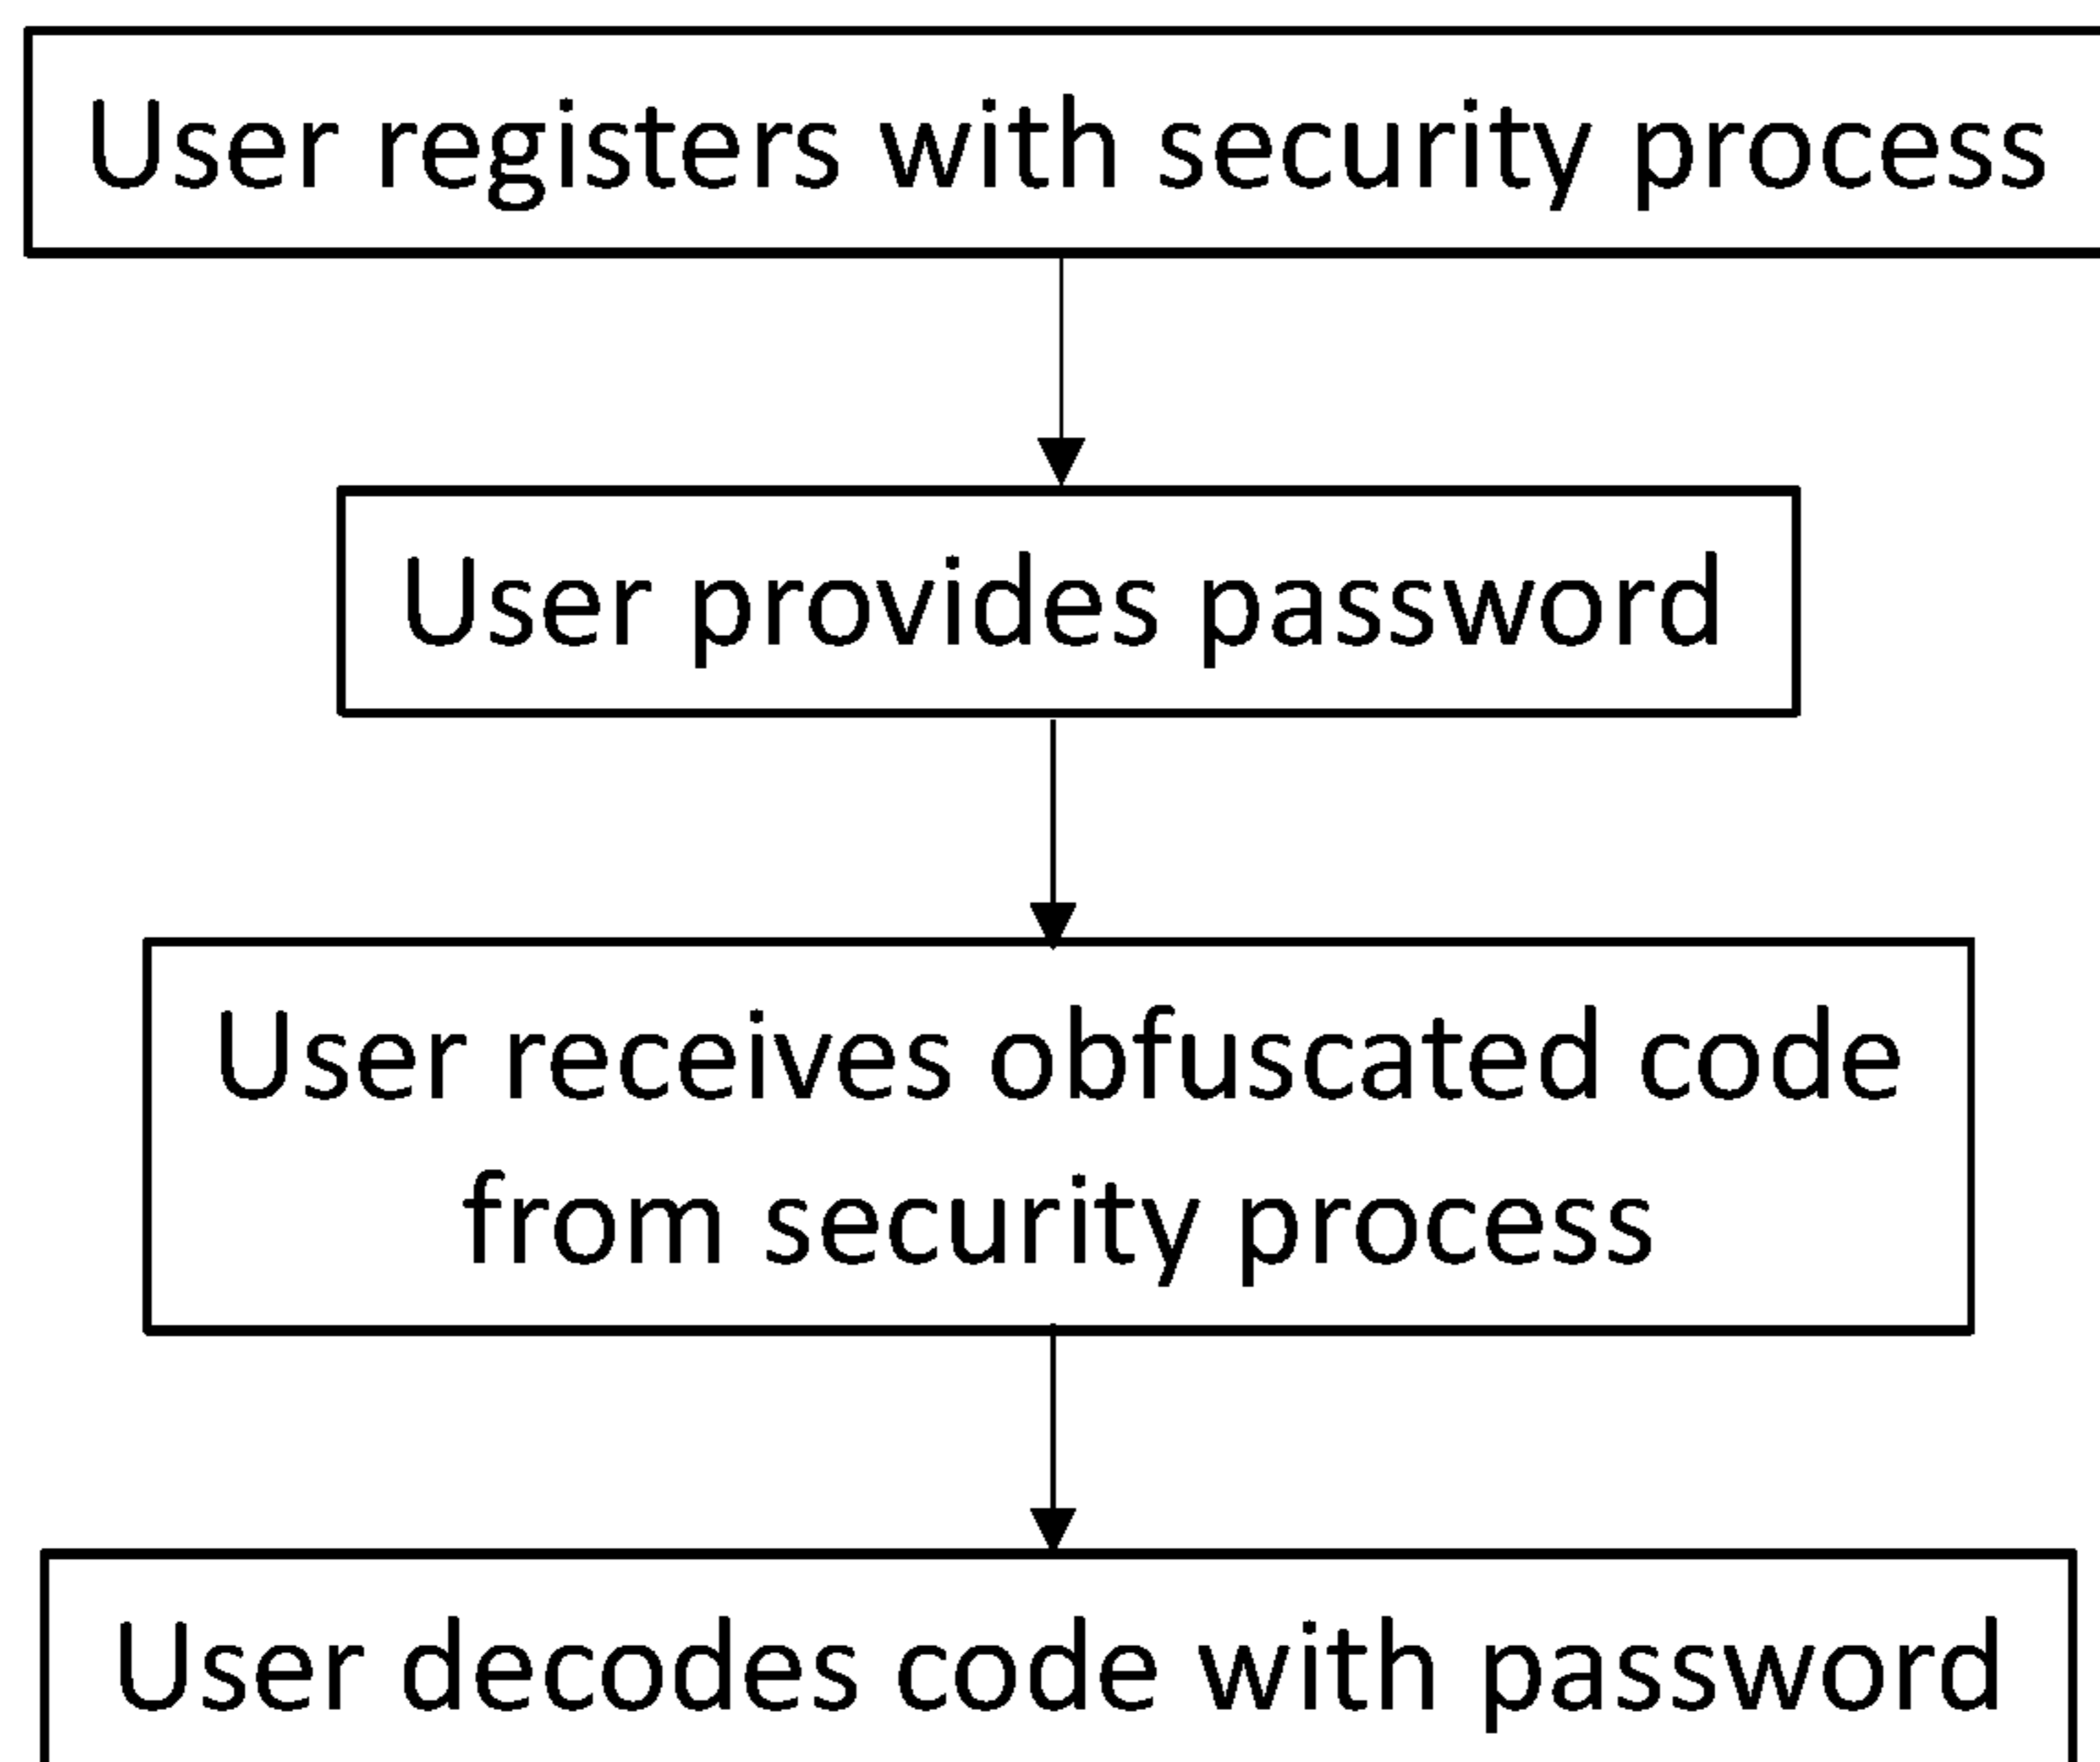 User registers with security process
User provides password
User receives obfuscated code
from security process
User decodes code with password